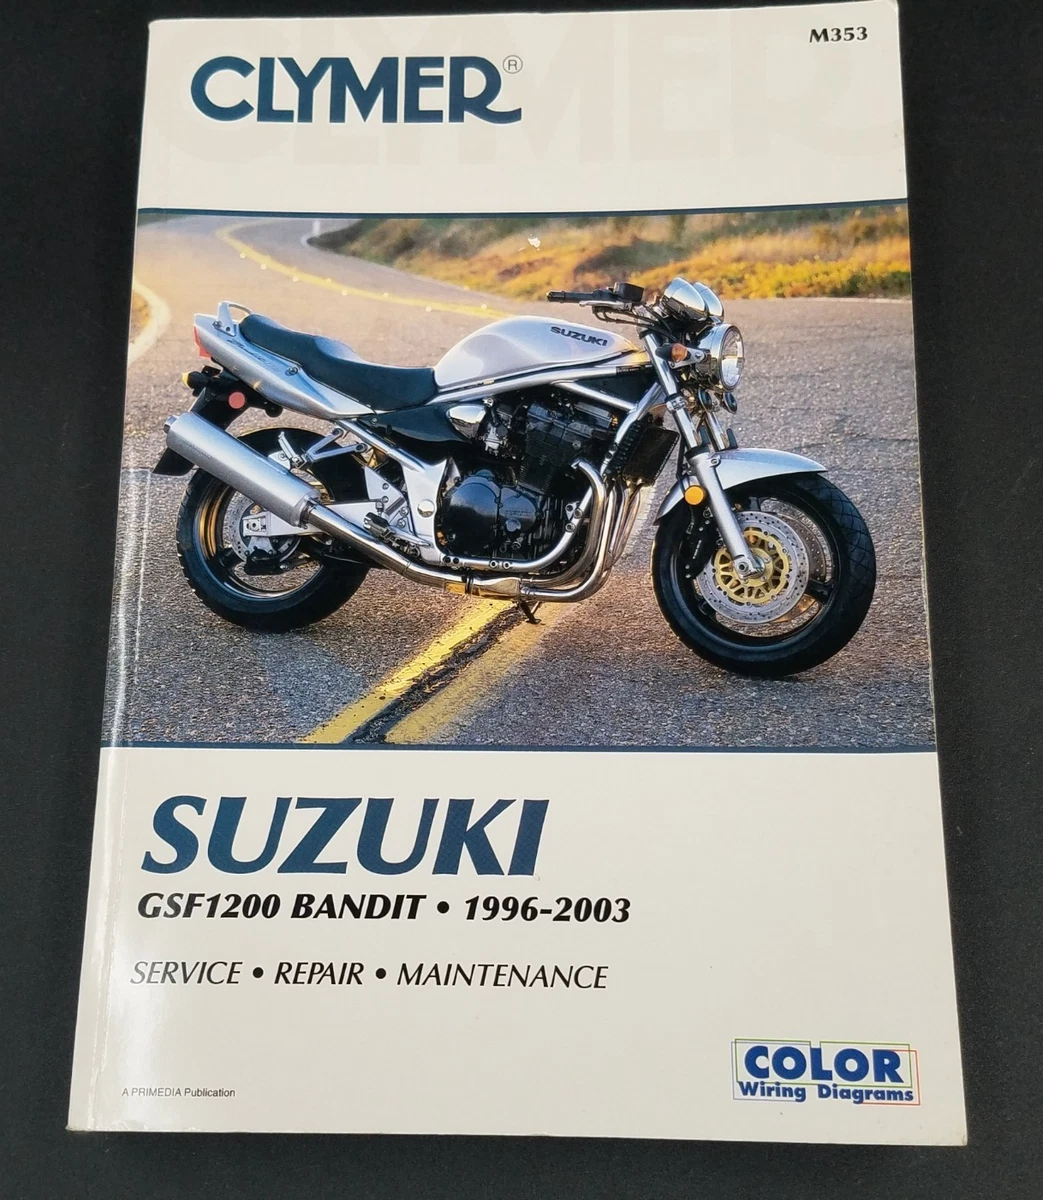 M353
CLYMER®
SUZUKI
SUZUKI
GSF1200 BANDIT • 1996-2003
SERVICE • REPAIR • MAINTENANCE
COLOR
Wiring Diagrams
A PRIMEDIA Publication